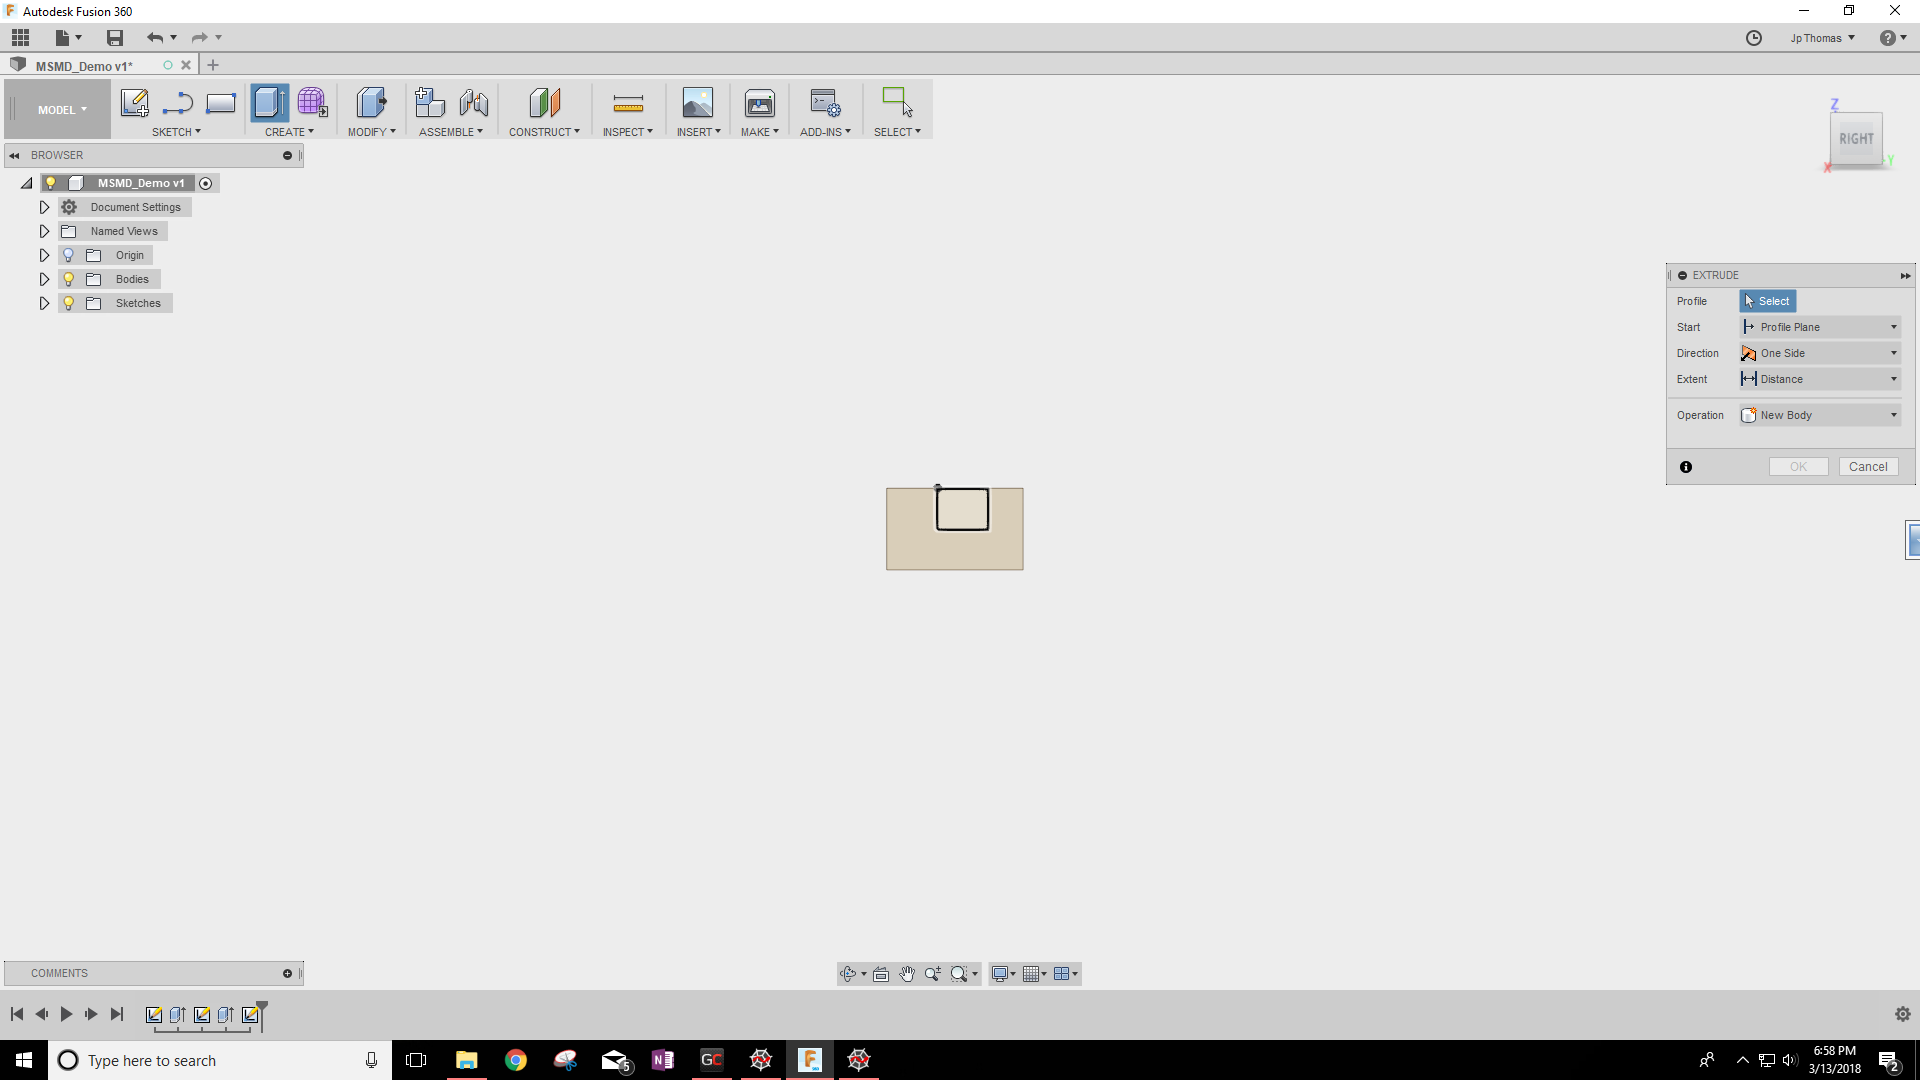 Autodesk Fusion 360
Jp Thomas
MSMD_Demo v1*
MODEL
SKETCH
CREATE
MODIFY
ASSEMBLE
CONSTRUCT
INSPECT
INSERT
MAKE
ADD-INS
SELECT
Z
RIGHT
X
Y
BROWSER
MSMD_Demo v1
Document Settings
Named Views
Origin
Bodies
Sketches
EXTRUDE
Profile Select
Start Profile Plane
Direction One Side
Extent Distance
Operation New Body
OK Cancel
COMMENTS
Type here to search
5
N
GC
F
6:58 PM
3/13/2018
2